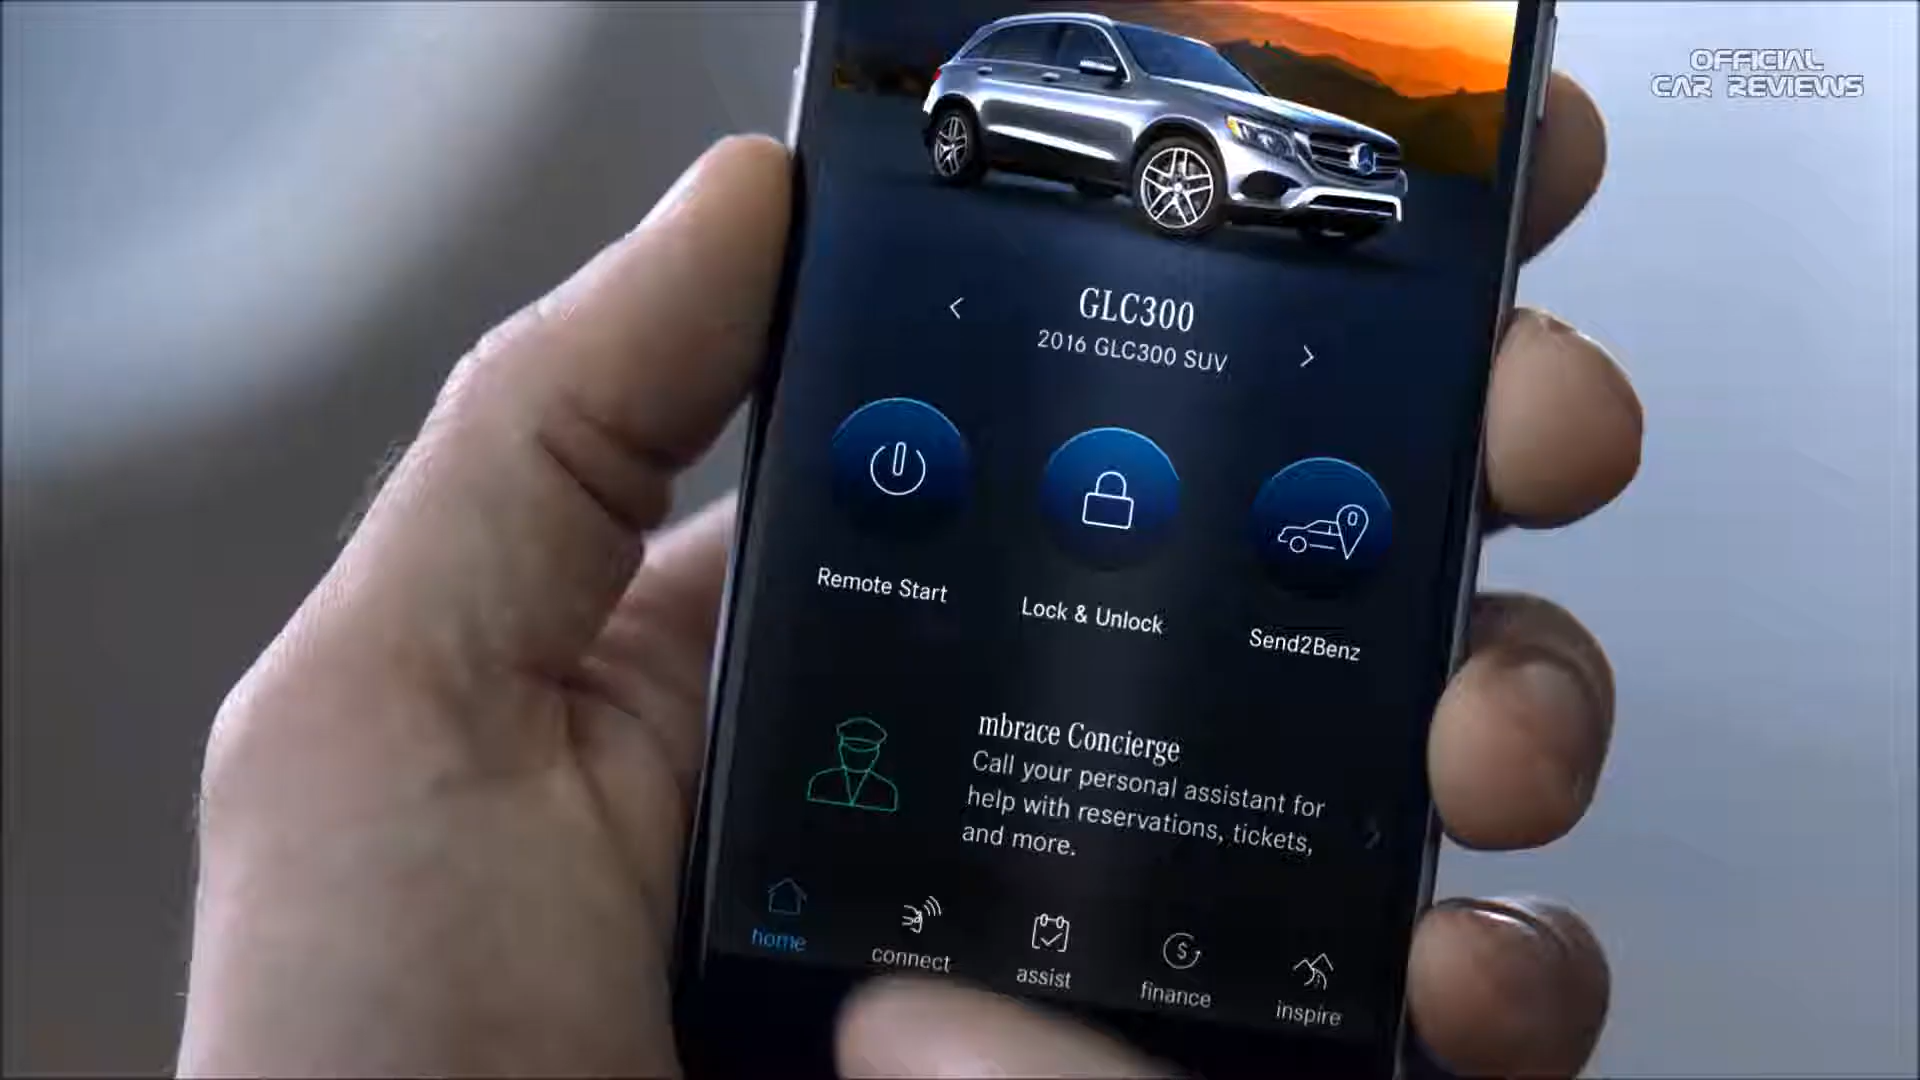 OFFICIAL
CAR REVIEWS
GLC300
2016 GLC300 SUV
Remote Start
Lock & Unlock
Send2Benz
mbrace Concierge
Call your personal assistant for
help with reservations, tickets,
and more.
home
connect
assist
finance
inspire